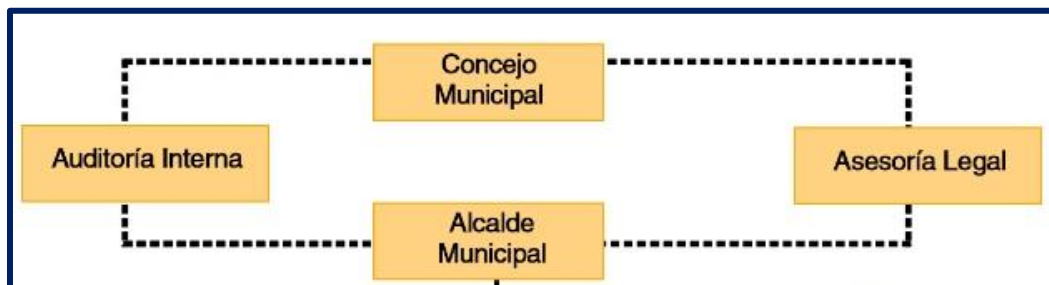 Concejo
Municipal
Auditoría Interna
Asesoría Legal
Alcalde
Municipal